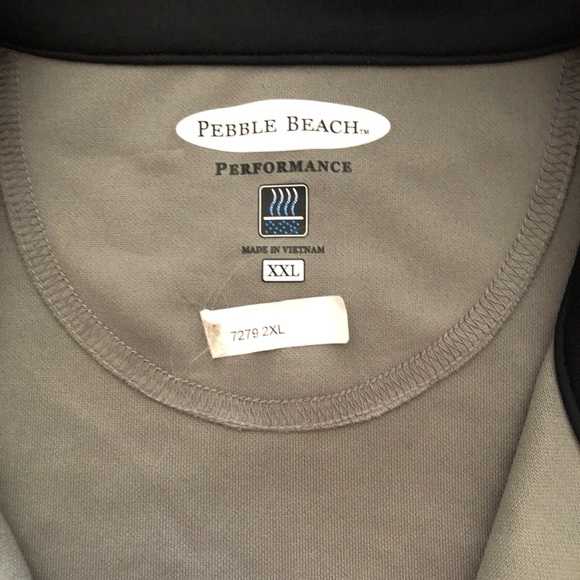 PEBBLE BEACH™
PERFORMANCE
MADE IN VIETNAM
XXL
7279 2XL